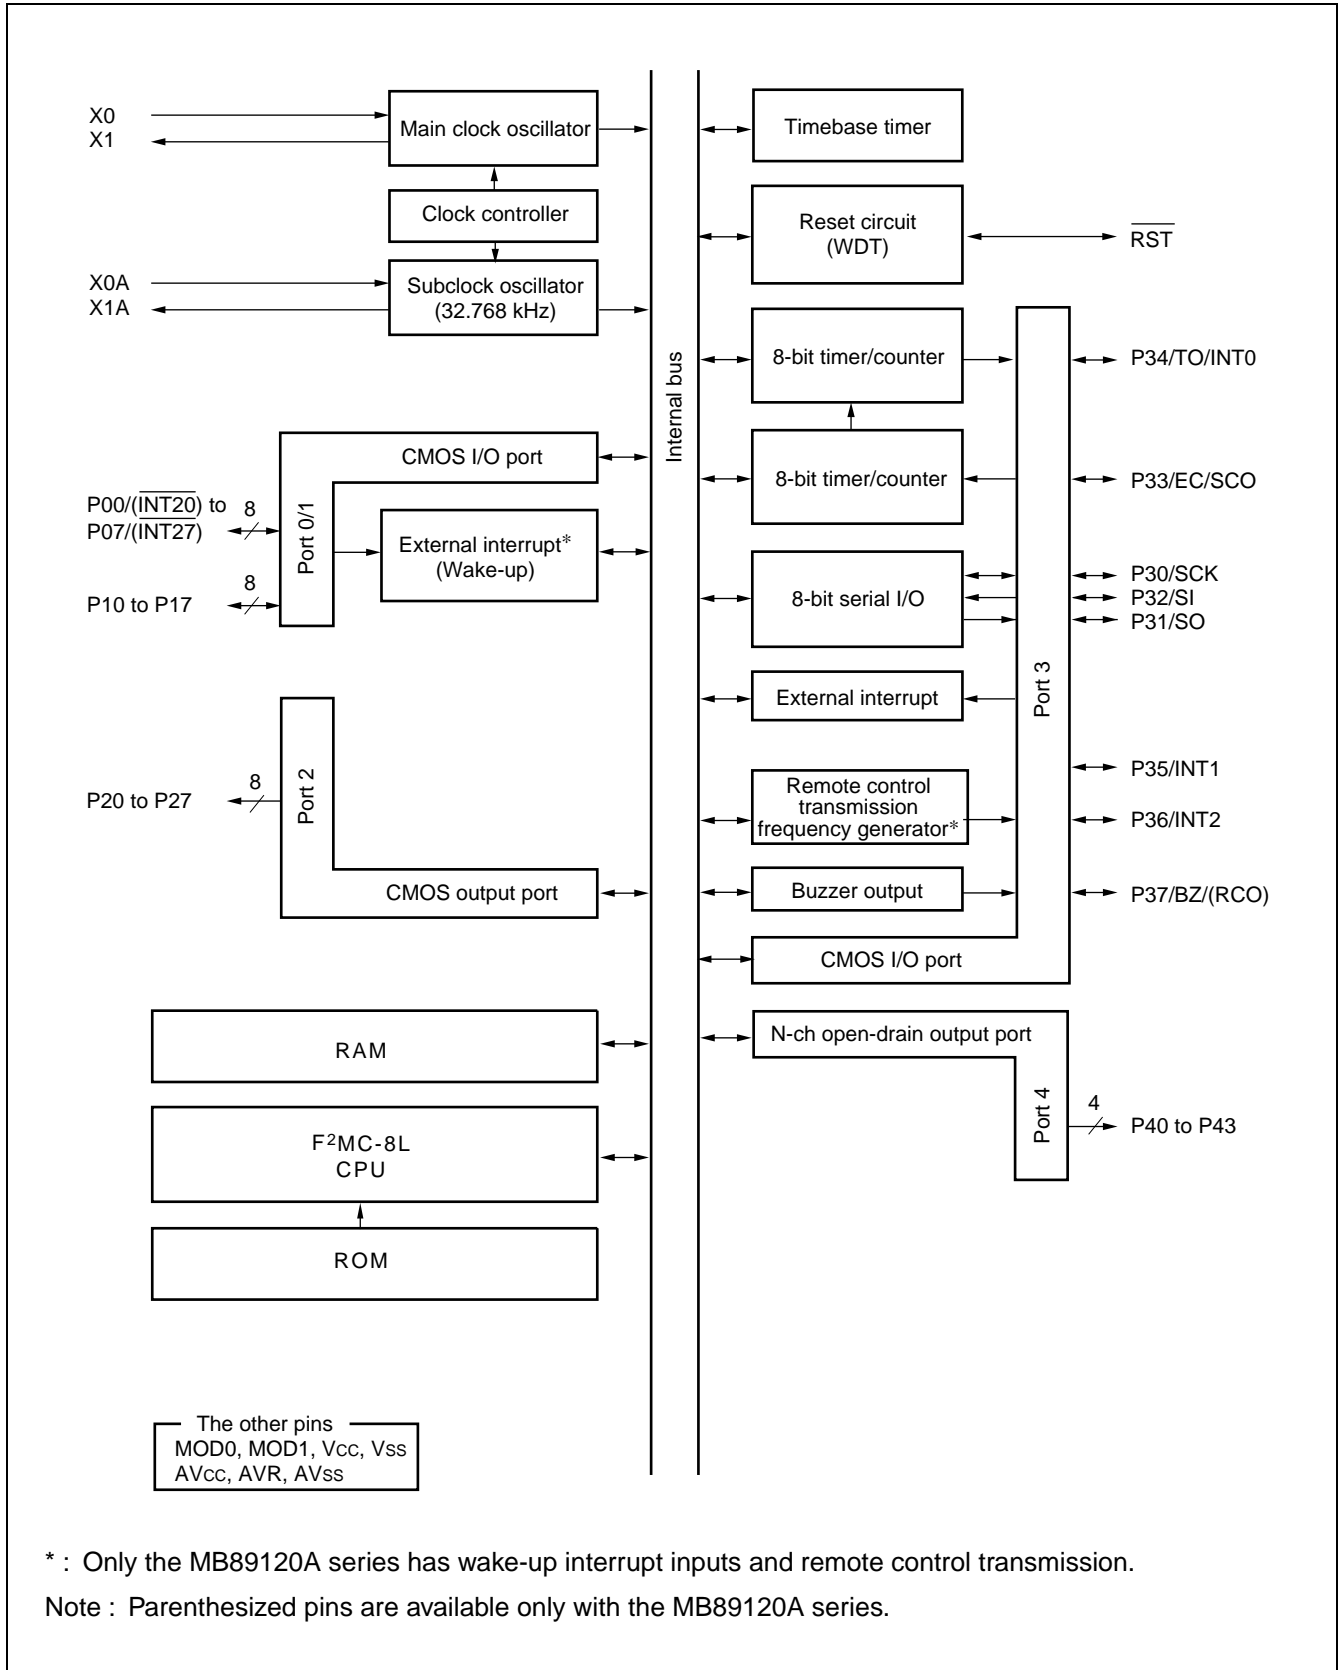 X0
X1
Main clock oscillator
Clock controller
X0A
X1A
Subclock oscillator
(32.768 kHz)
CMOS I/O port
P00/(INT20) to
P07/(INT27)
8
Port 0/1
External interrupt*
(Wake-up)
P10 to P17
8
Port 2
P20 to P27
8
CMOS output port
RAM
F²MC-8L
CPU
ROM
The other pins
MOD0, MOD1, Vcc, Vss
AVcc, AVR, AVss
Internal bus
Timebase timer
Reset circuit
(WDT)
RST
8-bit timer/counter
P34/TO/INT0
8-bit timer/counter
P33/EC/SCO
8-bit serial I/O
P30/SCK
P32/SI
P31/SO
Port 3
External interrupt
P35/INT1
Remote control
transmission
frequency generator*
P36/INT2
Buzzer output
P37/BZ/(RCO)
CMOS I/O port
N-ch open-drain output port
Port 4
4
P40 to P43
* : Only the MB89120A series has wake-up interrupt inputs and remote control transmission.
Note : Parenthesized pins are available only with the MB89120A series.